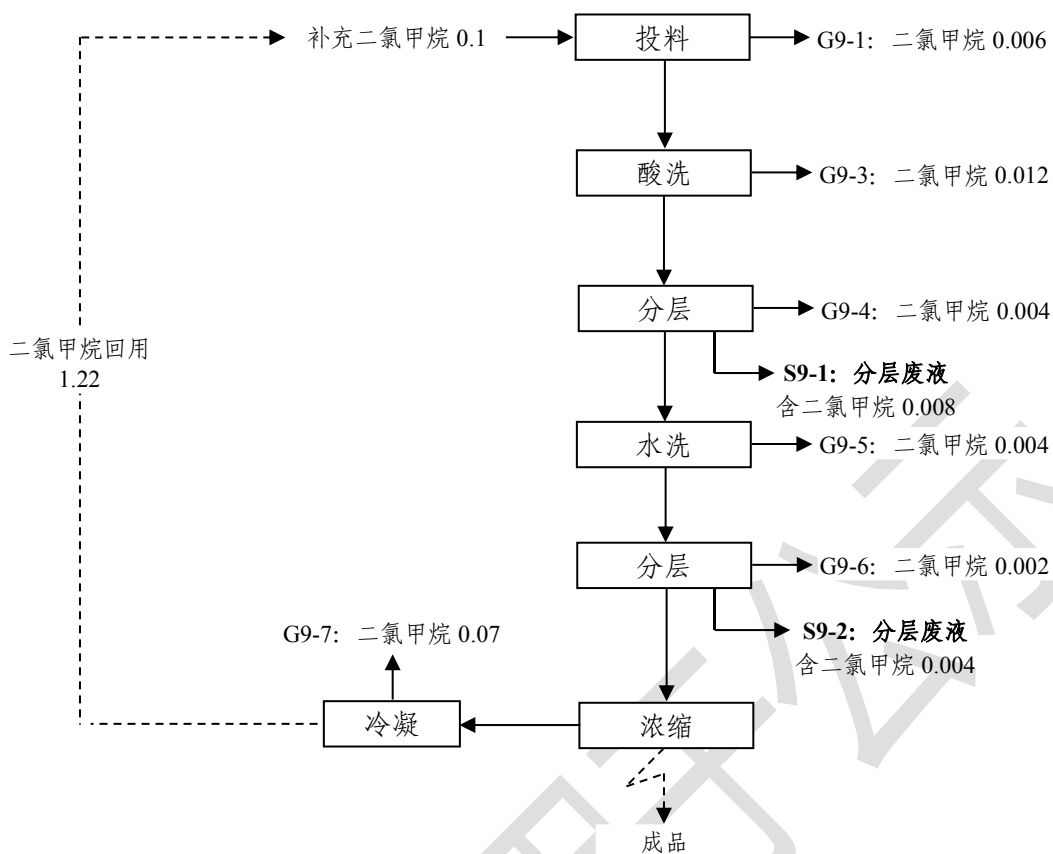 补充二氯甲烷 0.1
投料
G9-1: 二氯甲烷 0.006
酸洗
G9-3: 二氯甲烷 0.012
分层
G9-4: 二氯甲烷 0.004
二氯甲烷回用
1.22
S9-1: 分层废液
含二氯甲烷 0.008
水洗
G9-5: 二氯甲烷 0.004
分层
G9-6: 二氯甲烷 0.002
G9-7: 二氯甲烷 0.07
S9-2: 分层废液
含二氯甲烷 0.004
冷凝
浓缩
成品